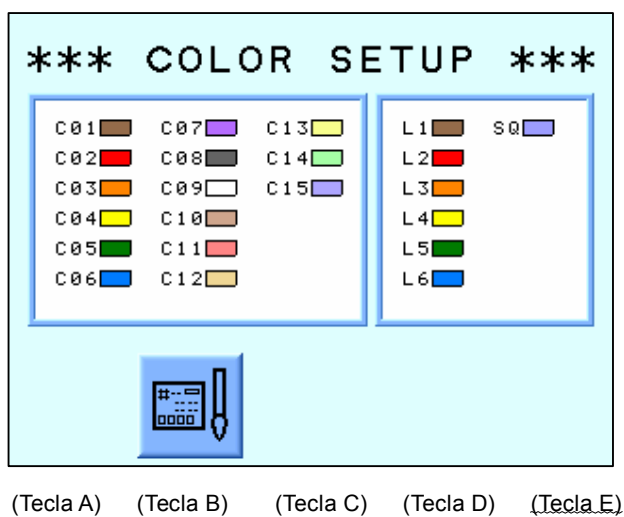 *** COLOR SETUP ***
C01 C07 C13 L1 SQ
C02 C08 C14 L2
C03 C09 C15 L3
C04 C10 L4
C05 C11 L5
C06 C12 L6
(Tecla A) (Tecla B) (Tecla C) (Tecla D) (Tecla E)